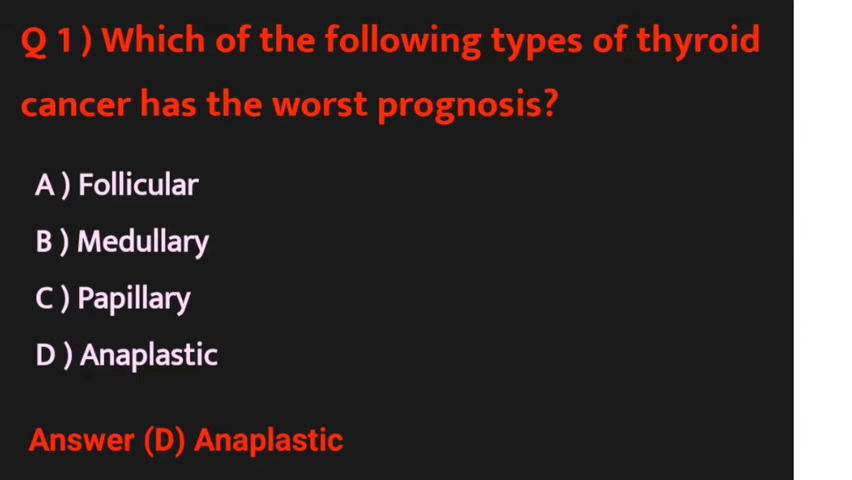 Q 1 ) Which of the following types of thyroid
cancer has the worst prognosis?
A ) Follicular
B ) Medullary
C ) Papillary
D ) Anaplastic
Answer (D) Anaplastic